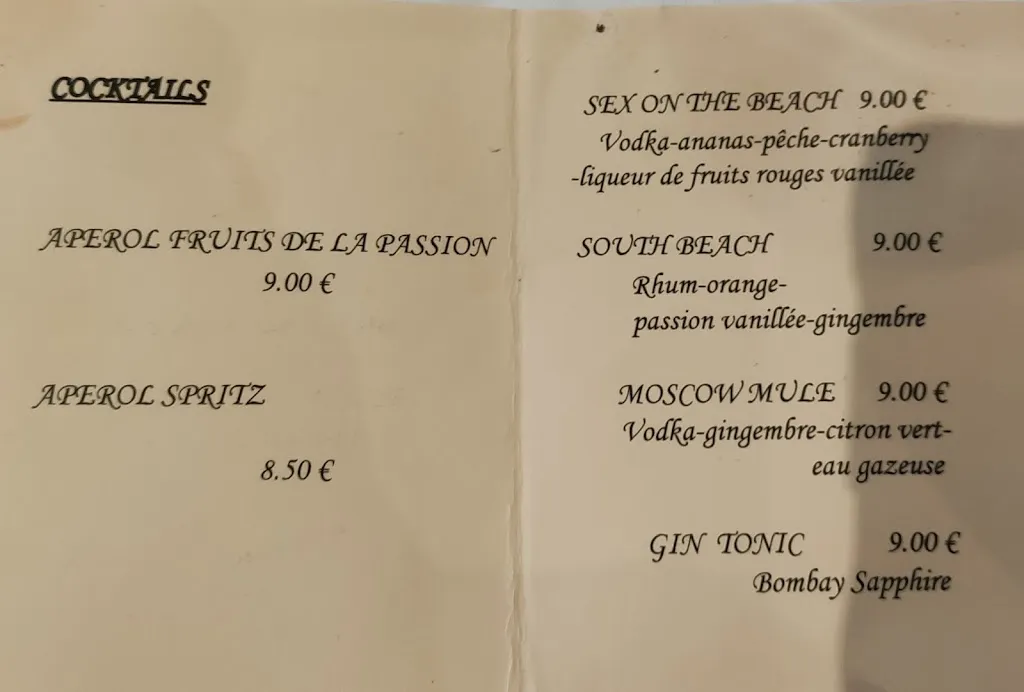 COCKTAILS
APEROL FRUITS DE LA PASSION
9.00 €
APEROL SPRITZ
8.50 €
SEX ON THE BEACH 9.00 €
Vodka-ananas-pêche-cranberry
-liqueur de fruits rouges vanillée
SOUTH BEACH 9.00 €
Rhum-orange-
passion vanillée-gingembre
MOSCOW MULE 9.00 €
Vodka-gingembre-citron vert-
eau gazeuse
GIN TONIC 9.00 €
Bombay Sapphire